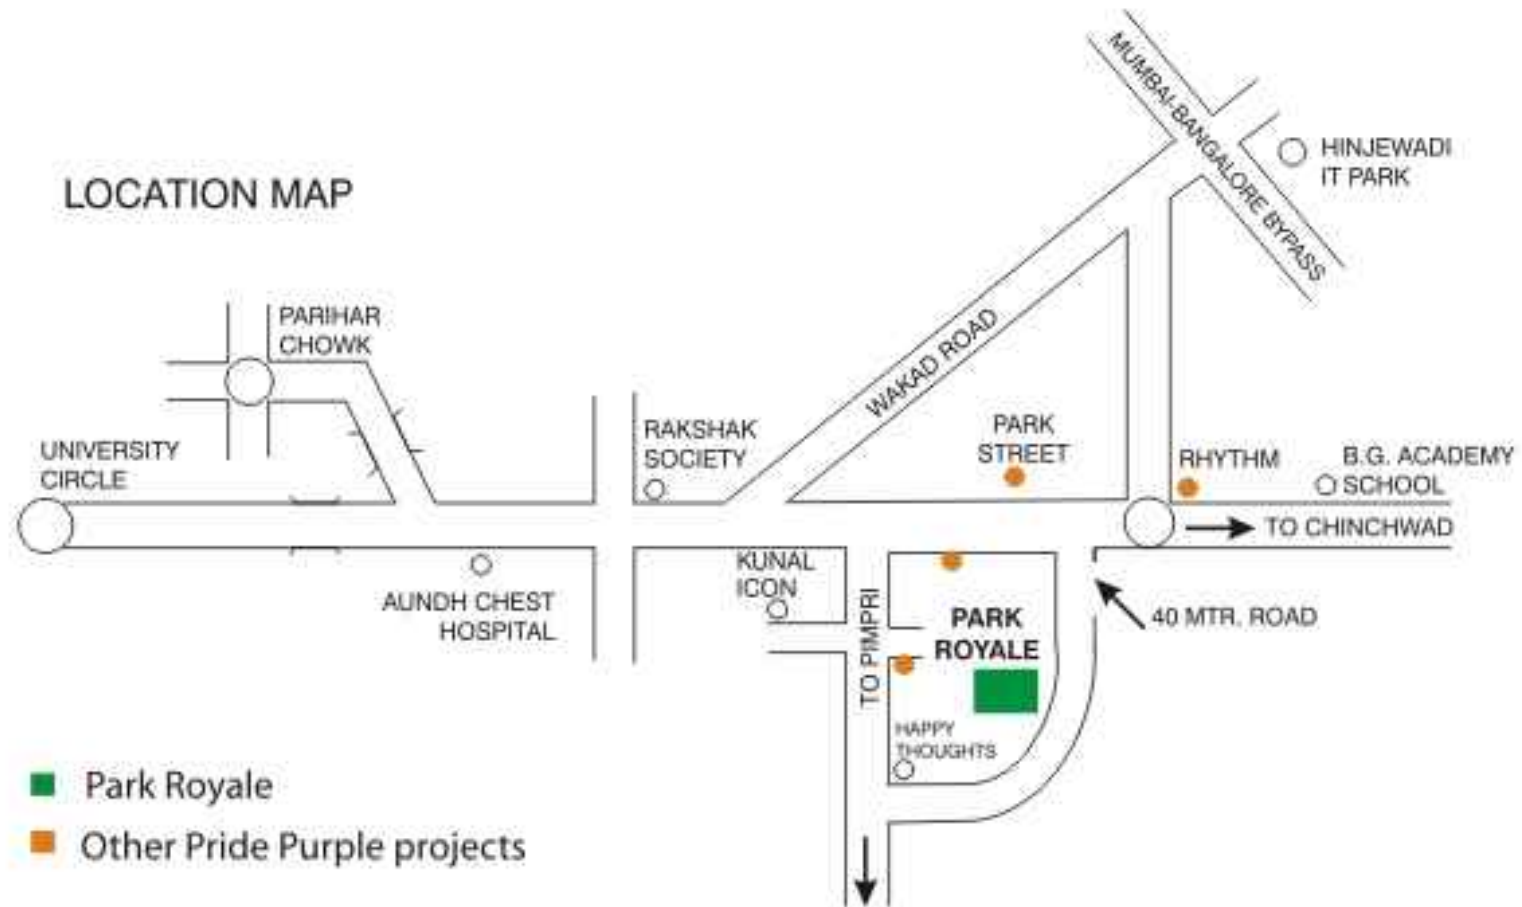 MUMBAI-BANGALORE BYPASS
HINJEWADI
IT PARK
LOCATION MAP
PARIHAR
CHOWK
WAKAD ROAD
UNIVERSITY
CIRCLE
RAKSHAK
SOCIETY
PARK
STREET
RHYTHM
B.G. ACADEMY
SCHOOL
TO CHINCHWAD
KUNAL
ICON
AUNDH CHEST
HOSPITAL
TO PIMPRI
PARK
ROYALE
40 MTR. ROAD
HAPPY
THOUGHTS
Park Royale
Other Pride Purple projects